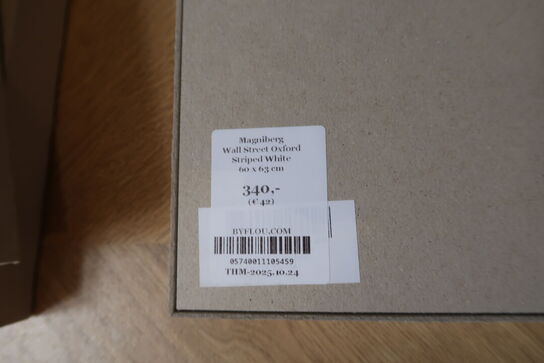 Magniberg
Wall Street Oxford
Striped White
60 x 63 cm
340,-
(€ 42)
BYFLOU.COM
05740011105459
THM-2025.10.24